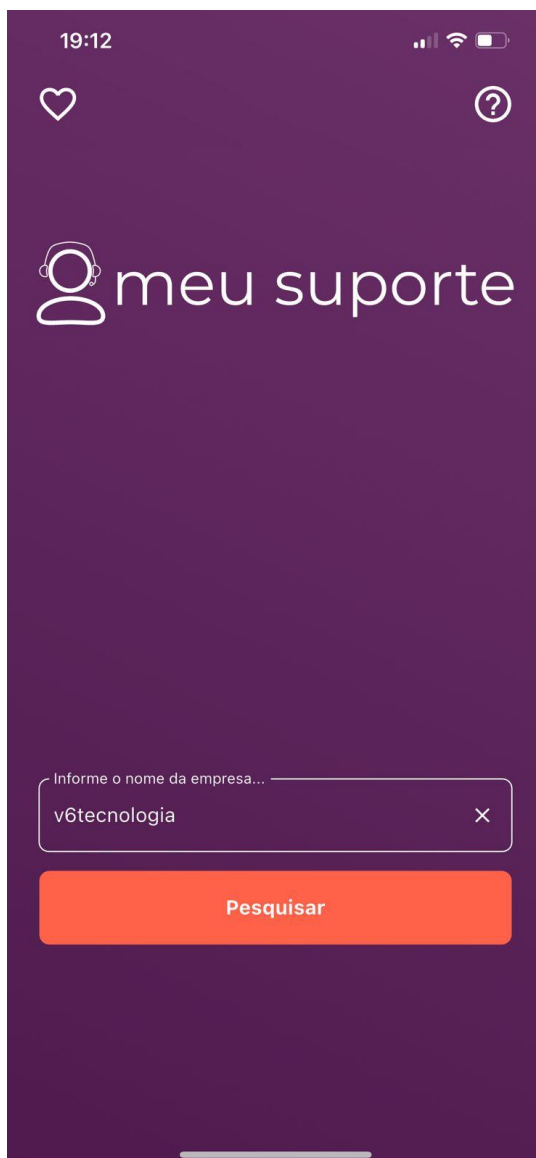 19:12
meu suporte
Informe o nome da empresa...
v6tecnologia
Pesquisar